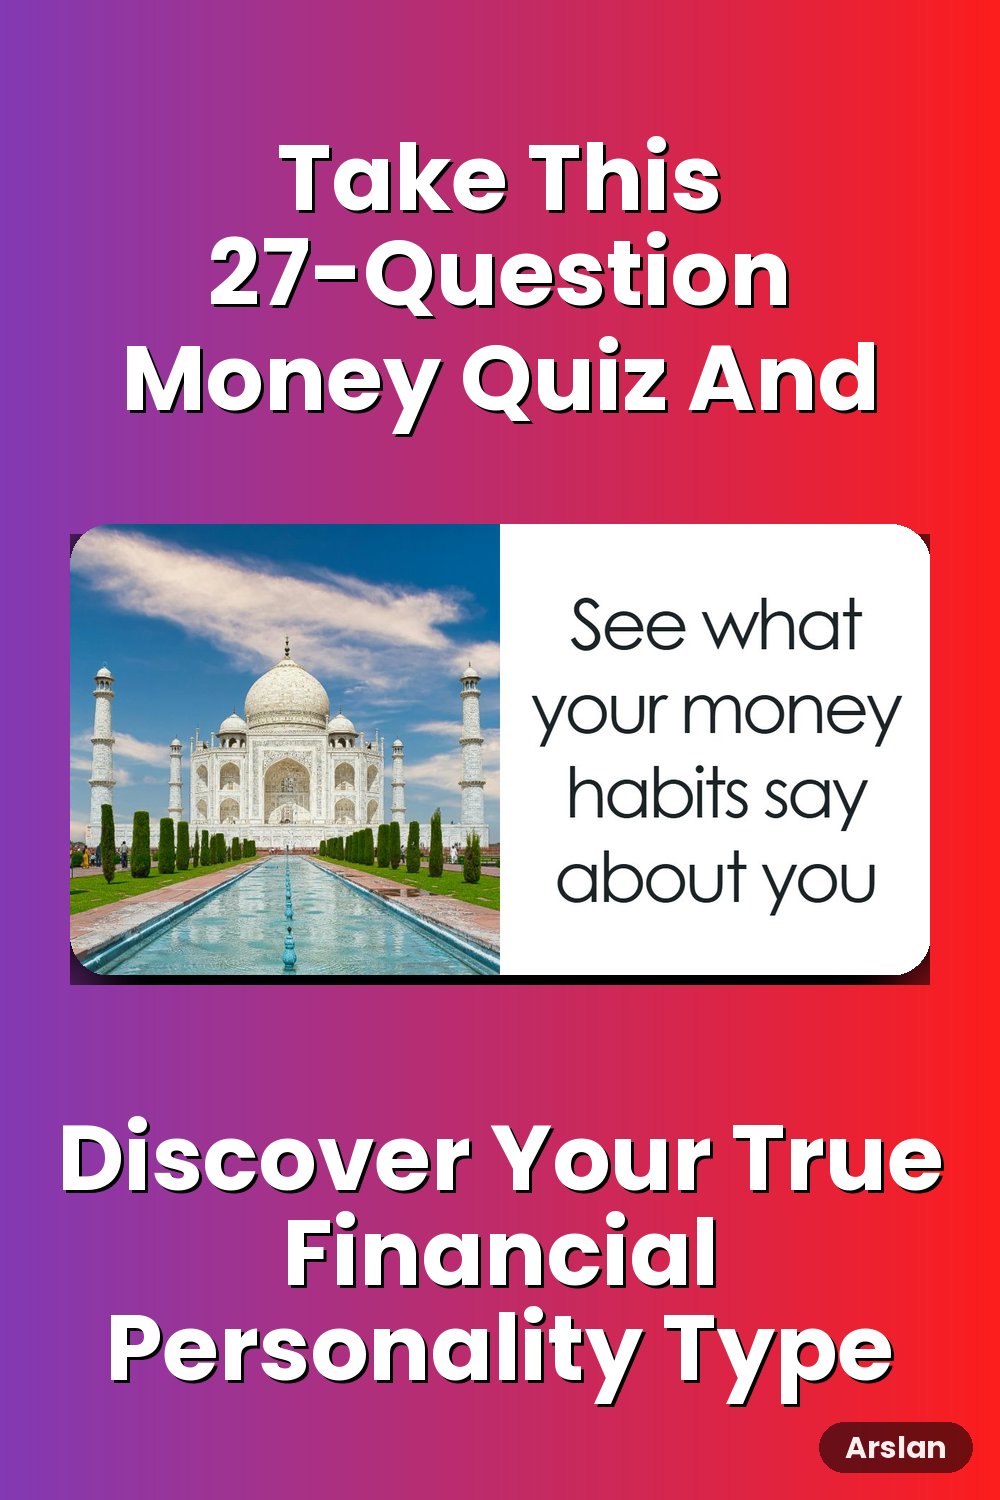 Take This
27-Question
Money Quiz And
See what
your money
habits say
about you
Discover Your True
Financial
Personality Type
Arslan